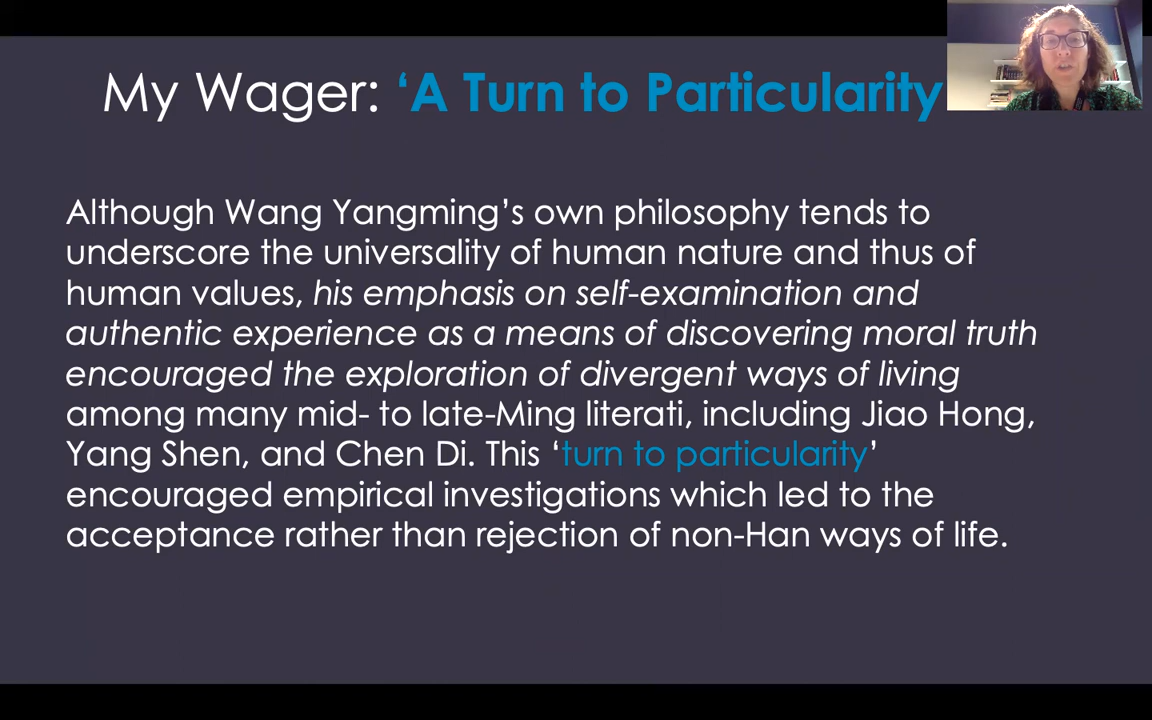 My Wager: ‘A Turn to Particularity
Although Wang Yangming’s own philosophy tends to
underscore the universality of human nature and thus of
human values, his emphasis on self-examination and
authentic experience as a means of discovering moral truth
encouraged the exploration of divergent ways of living
among many mid- to late-Ming literati, including Jiao Hong,
Yang Shen, and Chen Di. This ‘turn to particularity’
encouraged empirical investigations which led to the
acceptance rather than rejection of non-Han ways of life.